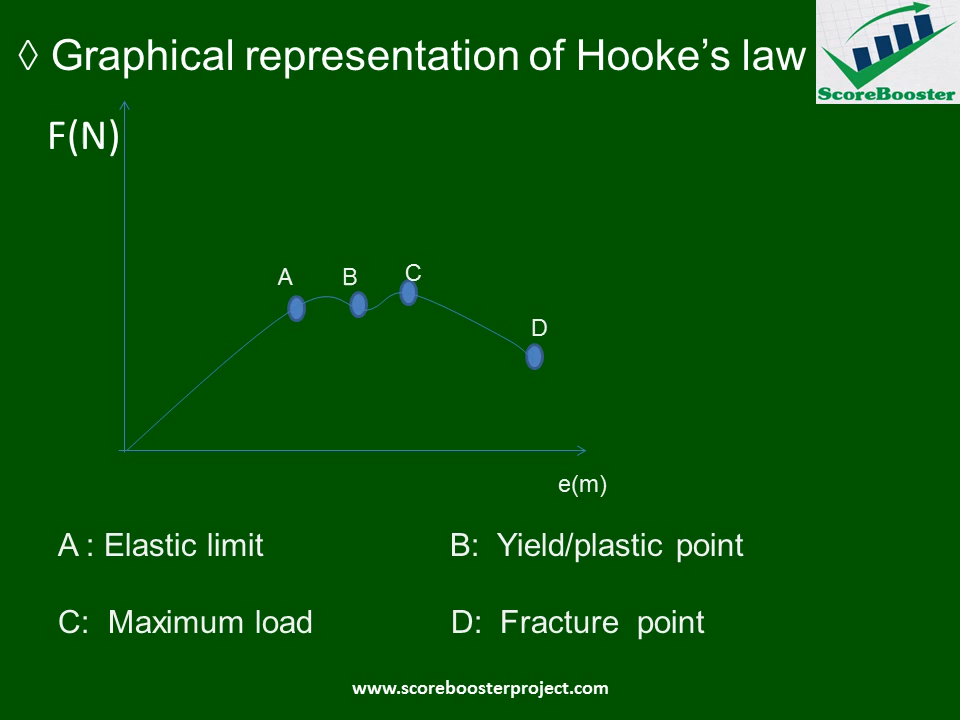 ◊ Graphical representation of Hooke’s law
ScoreBooster
F(N)
A B C
D
e(m)
A : Elastic limit B: Yield/plastic point
C: Maximum load D: Fracture point
www.scoreboosterproject.com